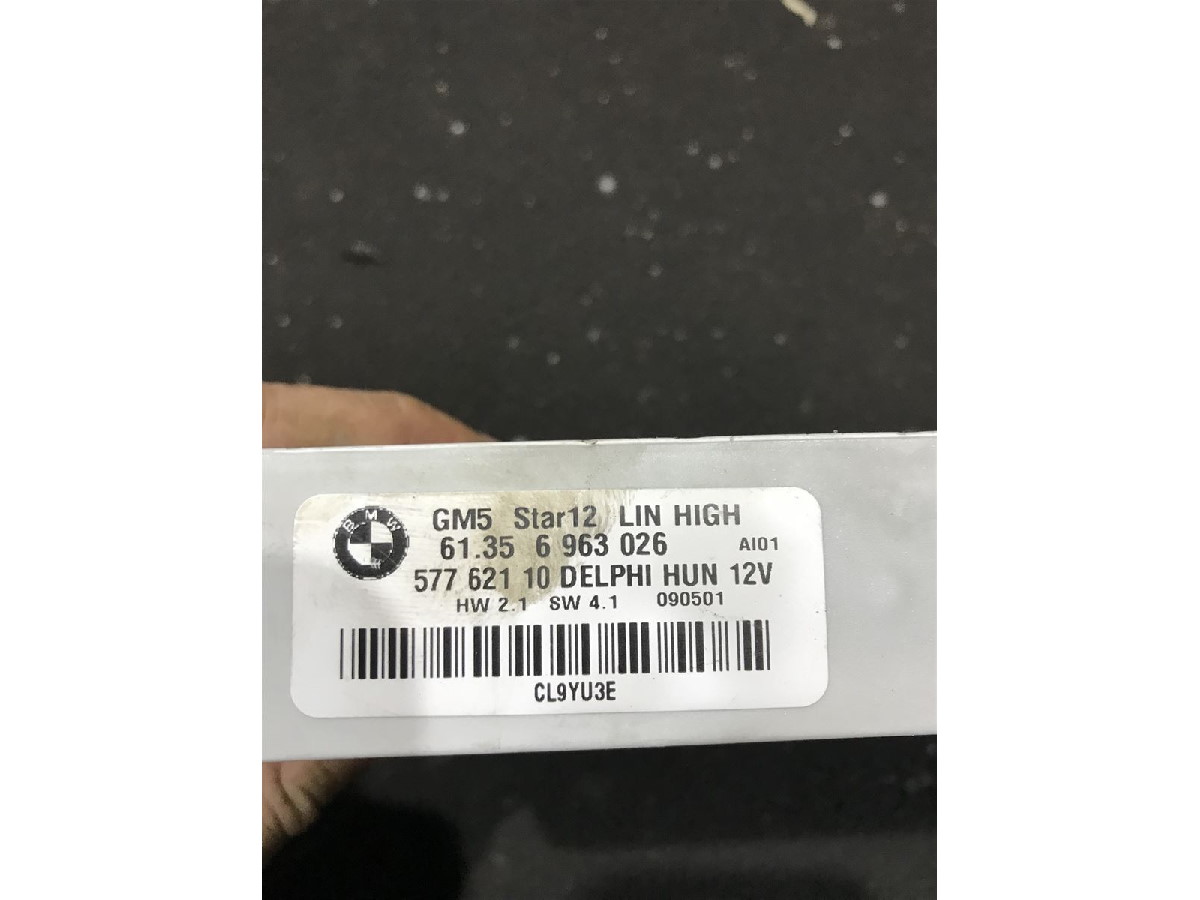 BMW
GM5 Star12 LIN HIGH
61.35 6 963 026 AI01
577 621 10 DELPHI HUN 12V
HW 2.1 SW 4.1 090501
CL9YU3E